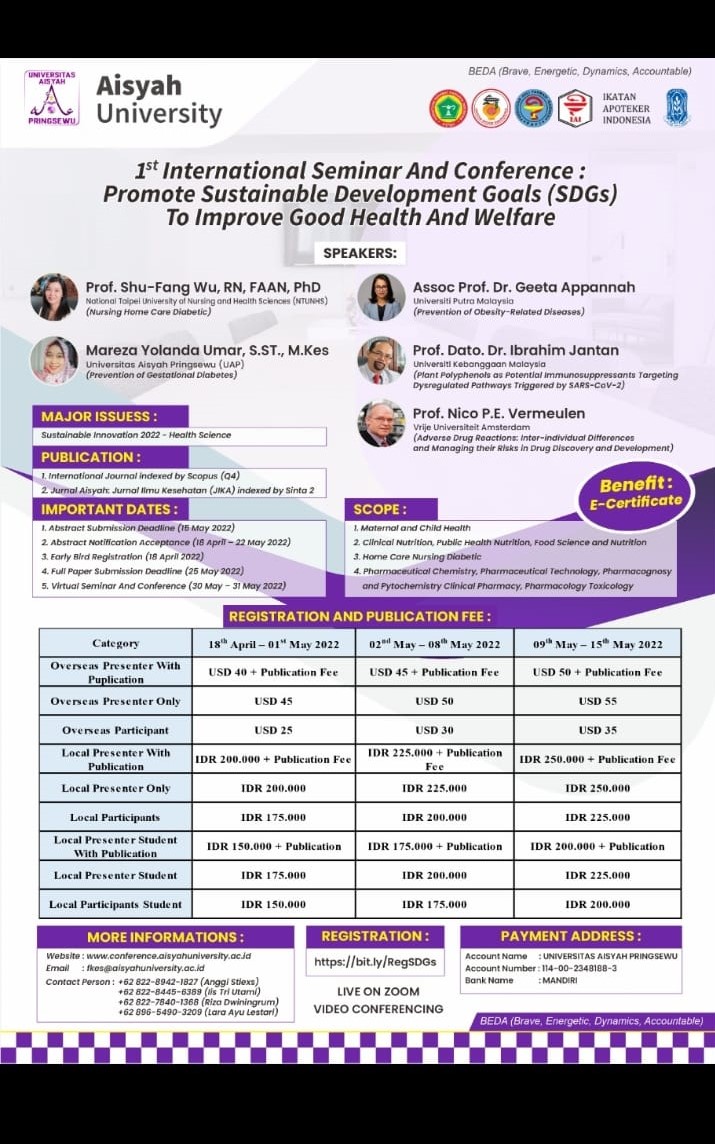 BEDA (Brave, Energetic, Dynamics, Accountable)
UNIVERSITAS
AISYAH
PRINGSEWU
Aisyah
University
IAI
IKATAN
APOTEKER
INDONESIA
1st International Seminar And Conference :
Promote Sustainable Development Goals (SDGs)
To Improve Good Health And Welfare
SPEAKERS:
Prof. Shu-Fang Wu, RN, FAAN, PhD
National Taipei University of Nursing and Health Sciences (NTUNHS)
(Nursing Home Care Diabetic)
Mareza Yolanda Umar, S.ST., M.Kes
Universitas Aisyah Pringsewu (UAP)
(Prevention of Gestational Diabetes)
Assoc Prof. Dr. Geeta Appannah
Universiti Putra Malaysia
(Prevention of Obesity-Related Diseases)
Prof. Dato. Dr. Ibrahim Jantan
Universiti Kebanggaan Malaysia
(Plant Polyphenols as Potential Immunosuppressants Targeting
Dysregulated Pathways Triggered by SARS-CoV-2)
Prof. Nico P.E. Vermeulen
Vrije Universiteit Amsterdam
(Adverse Drug Reactions: Inter-individual Differences
and Managing their Risks in Drug Discovery and Development)
MAJOR ISSUESS :
Sustainable Innovation 2022 - Health Science
PUBLICATION :
1. International Journal indexed by Scopus (Q4)
2. Jurnal Aisyah: Jurnal Ilmu Kesehatan (JIKA) indexed by Sinta 2
Benefit :
E-Certificate
IMPORTANT DATES :
1. Abstract Submission Deadline (15 May 2022)
2. Abstract Notification Acceptance (18 April – 22 May 2022)
3. Early Bird Registration (18 April 2022)
4. Full Paper Submission Deadline (25 May 2022)
5. Virtual Seminar And Conference (30 May – 31 May 2022)
SCOPE :
1. Maternal and Child Health
2. Clinical Nutrition, Public Health Nutrition, Food Science and Nutrition
3. Home Care Nursing Diabetic
4. Pharmaceutical Chemistry, Pharmaceutical Technology, Pharmacognosy
and Pytochemistry Clinical Pharmacy, Pharmacology Toxicology
REGISTRATION AND PUBLICATION FEE :
Category 18th April – 01st May 2022 02nd May – 08th May 2022 09th May – 15th May 2022
Overseas Presenter With Puplication USD 40 + Publication Fee USD 45 + Publication Fee USD 50 + Publication Fee
Overseas Presenter Only USD 45 USD 50 USD 55
Overseas Participant USD 25 USD 30 USD 35
Local Presenter With Publication IDR 200.000 + Publication Fee IDR 225.000 + Publication Fee IDR 250.000 + Publication Fee
Local Presenter Only IDR 200.000 IDR 225.000 IDR 250.000
Local Participants IDR 175.000 IDR 200.000 IDR 225.000
Local Presenter Student With Publication IDR 150.000 + Publication IDR 175.000 + Publication IDR 200.000 + Publication
Local Presenter Student IDR 175.000 IDR 200.000 IDR 225.000
Local Participants Student IDR 150.000 IDR 175.000 IDR 200.000
MORE INFORMATIONS :
Website : www.conference.aisyahuniversity.ac.id
Email : fkes@aisyahuniversity.ac.id
Contact Person : +62 822-8942-1827 (Anggi Stiexs)
+62 822-8445-6389 (Iis Tri Utami)
+62 822-7840-1368 (Riza Dwiningrum)
+62 896-5490-3209 (Lara Ayu Lestari)
REGISTRATION :
https://bit.ly/RegSDGs
LIVE ON ZOOM
VIDEO CONFERENCING
PAYMENT ADDRESS :
Account Name : UNIVERSITAS AISYAH PRINGSEWU
Account Number : 114-00-2348188-3
Bank Name : MANDIRI
BEDA (Brave, Energetic, Dynamics, Accountable)